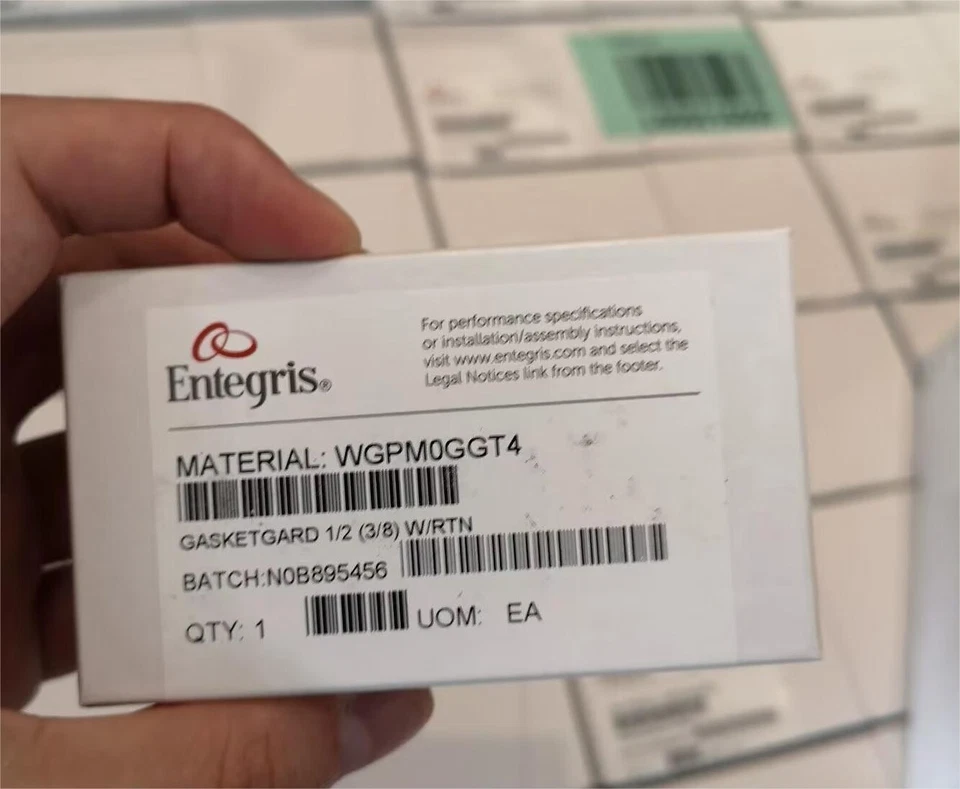 Entegris®
For performance specifications
or installation/assembly instructions,
visit www.entegris.com and select the
Legal Notices link from the footer.
MATERIAL: WGPM0GGT4
GASKETGARD 1/2 (3/8) W/RTN
BATCH:N0B895456
QTY: 1 UOM: EA